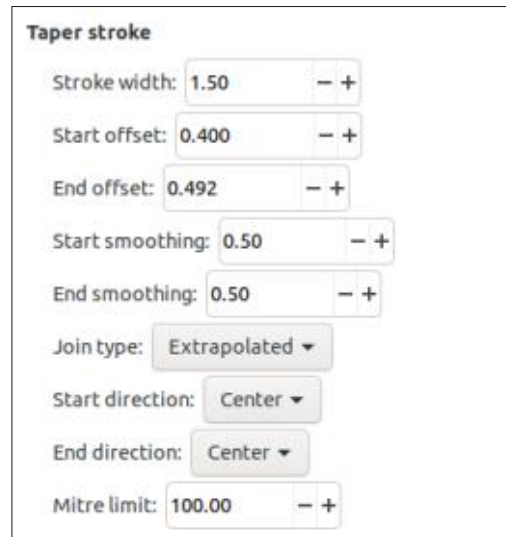 Taper stroke
Stroke width: 1.50 − +
Start offset: 0.400 − +
End offset: 0.492 − +
Start smoothing: 0.50 − +
End smoothing: 0.50 − +
Join type: Extrapolated
Start direction: Center
End direction: Center
Mitre limit: 100.00 − +